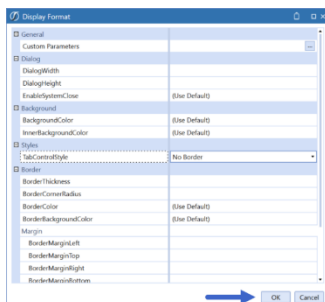 Display Format
General
Custom Parameters ...
Dialog
DialogWidth
DialogHeight
EnableSystemClose (Use Default)
Background
BackgroundColor (Use Default)
InnerBackgroundColor (Use Default)
Styles
TabControlStyle No Border
Border
BorderThickness
BorderCornerRadius
BorderColor (Use Default)
BorderBackgroundColor (Use Default)
Margin
BorderMarginLeft
BorderMarginTop
BorderMarginRight
BorderMarginBottom
OK Cancel